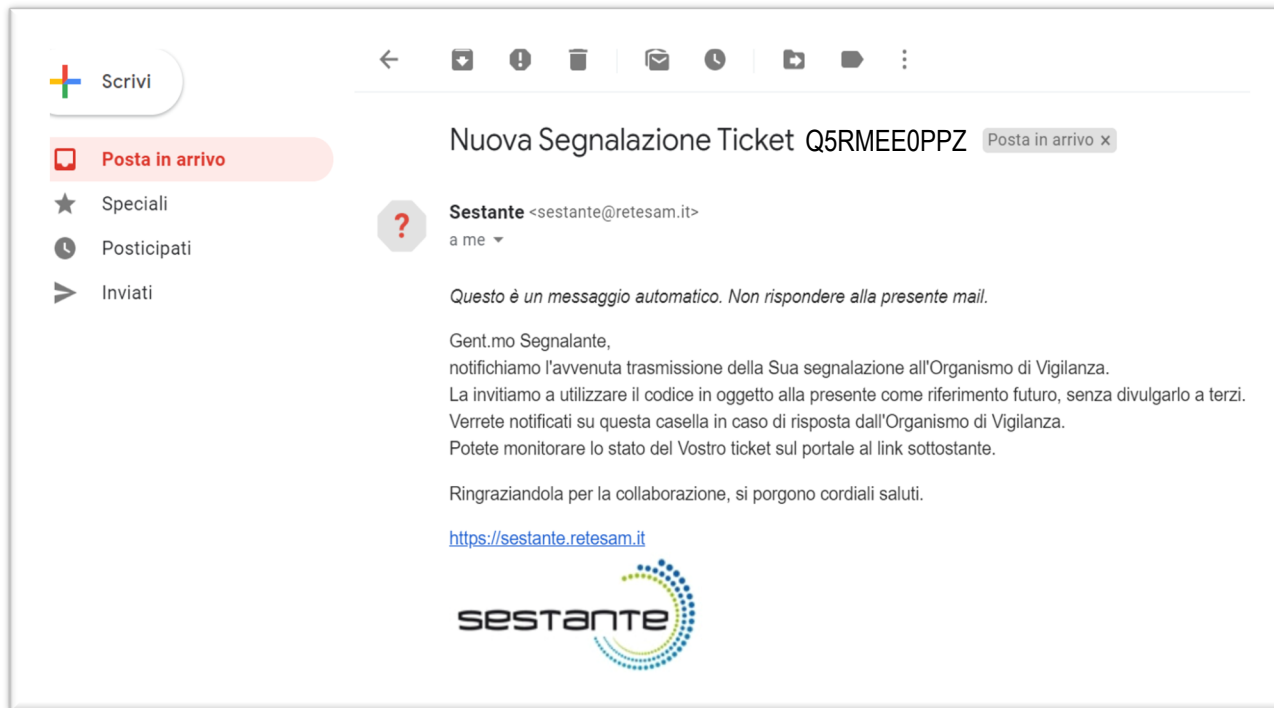 Scrivi
Posta in arrivo
Speciali
Posticipati
Inviati
Nuova Segnalazione Ticket Q5RMEE0PPZ Posta in arrivo x
?
Sestante <sestante@retesam.it>
a me
Questo è un messaggio automatico. Non rispondere alla presente mail.
Gent.mo Segnalante,
notifichiamo l'avvenuta trasmissione della Sua segnalazione all'Organismo di Vigilanza.
La invitiamo a utilizzare il codice in oggetto alla presente come riferimento futuro, senza divulgarlo a terzi.
Verrete notificati su questa casella in caso di risposta dall'Organismo di Vigilanza.
Potete monitorare lo stato del Vostro ticket sul portale al link sottostante.
Ringraziandola per la collaborazione, si porgono cordiali saluti.
https://sestante.retesam.it
sestante